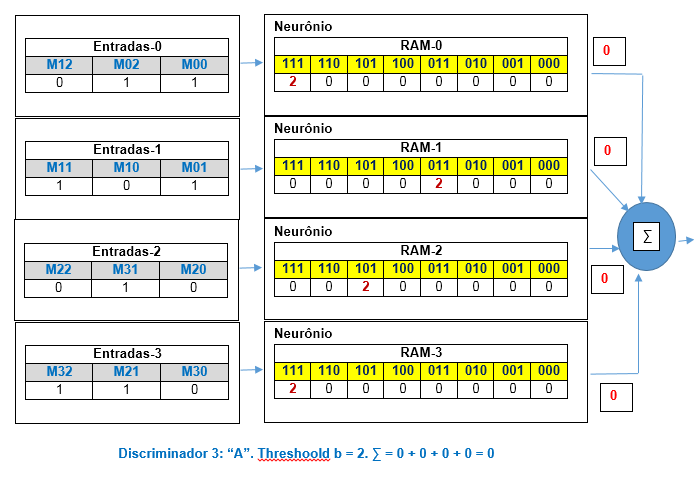 Neurônio
Entradas-0
M12 M02 M00
0 1 1
RAM-0
111 110 101 100 011 010 001 000
2 0 0 0 0 0 0 0
0
Neurônio
Entradas-1
M11 M10 M01
1 0 1
RAM-1
111 110 101 100 011 010 001 000
0 0 0 0 2 0 0 0
0
∑
Neurônio
Entradas-2
M22 M31 M20
0 1 0
RAM-2
111 110 101 100 011 010 001 000
0 0 2 0 0 0 0 0
0
Neurônio
Entradas-3
M32 M21 M30
1 1 0
RAM-3
111 110 101 100 011 010 001 000
2 0 0 0 0 0 0 0
0
Discriminador 3: “A”. Threshoold b = 2. ∑ = 0 + 0 + 0 + 0 = 0